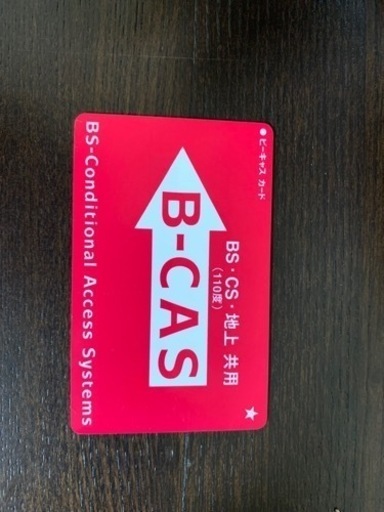 ●ビーキャス カード
BS・CS・地上 共用
(110度)
B-CAS
BS-Conditional Access Systems